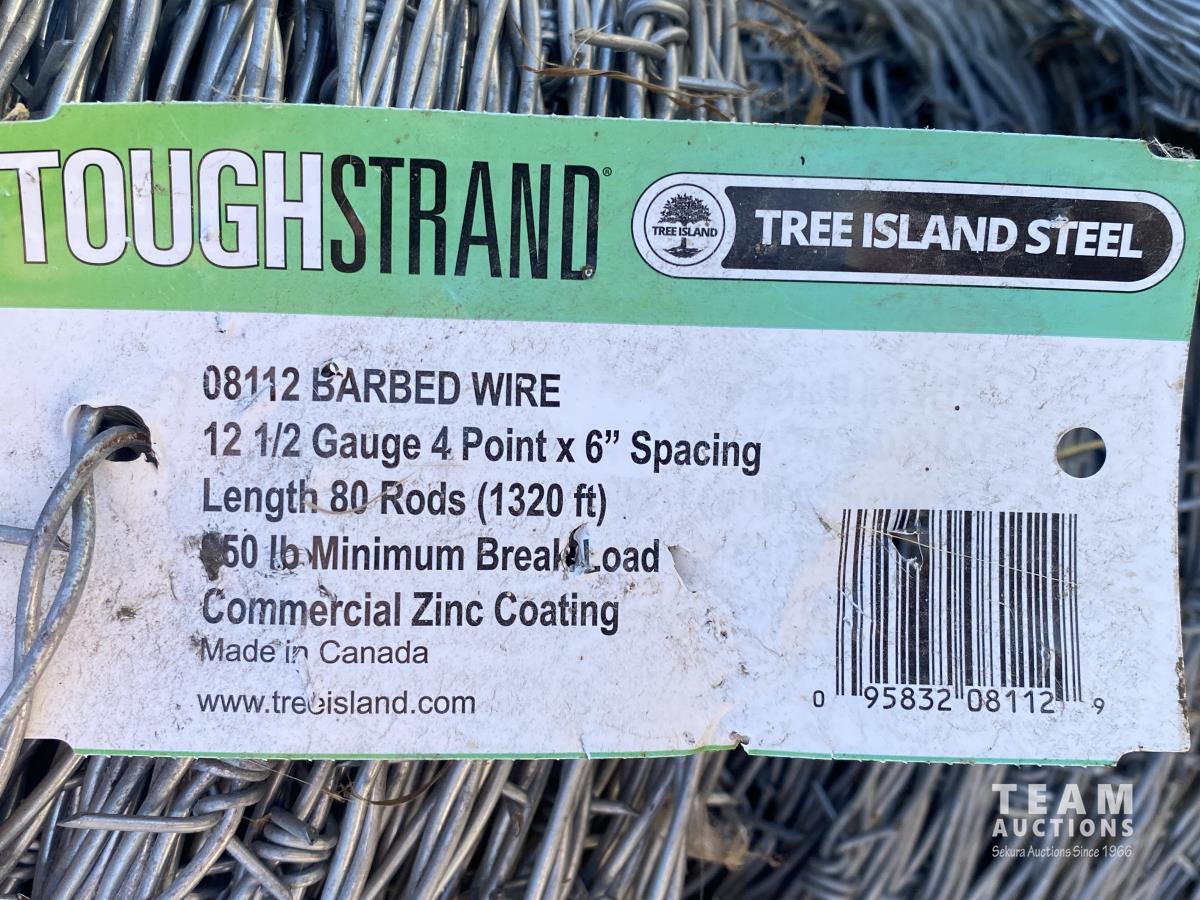 TOUGHSTRAND®
TREE ISLAND
TREE ISLAND STEEL
08112 BARBED WIRE
12 1/2 Gauge 4 Point x 6” Spacing
Length 80 Rods (1320 ft)
lb Minimum Break Load
Commercial Zinc Coating
Made in Canada
www.treeisland.com
0 95832 08112 9
TEAM
AUCTIONS
Sekura Auctions Since 1966